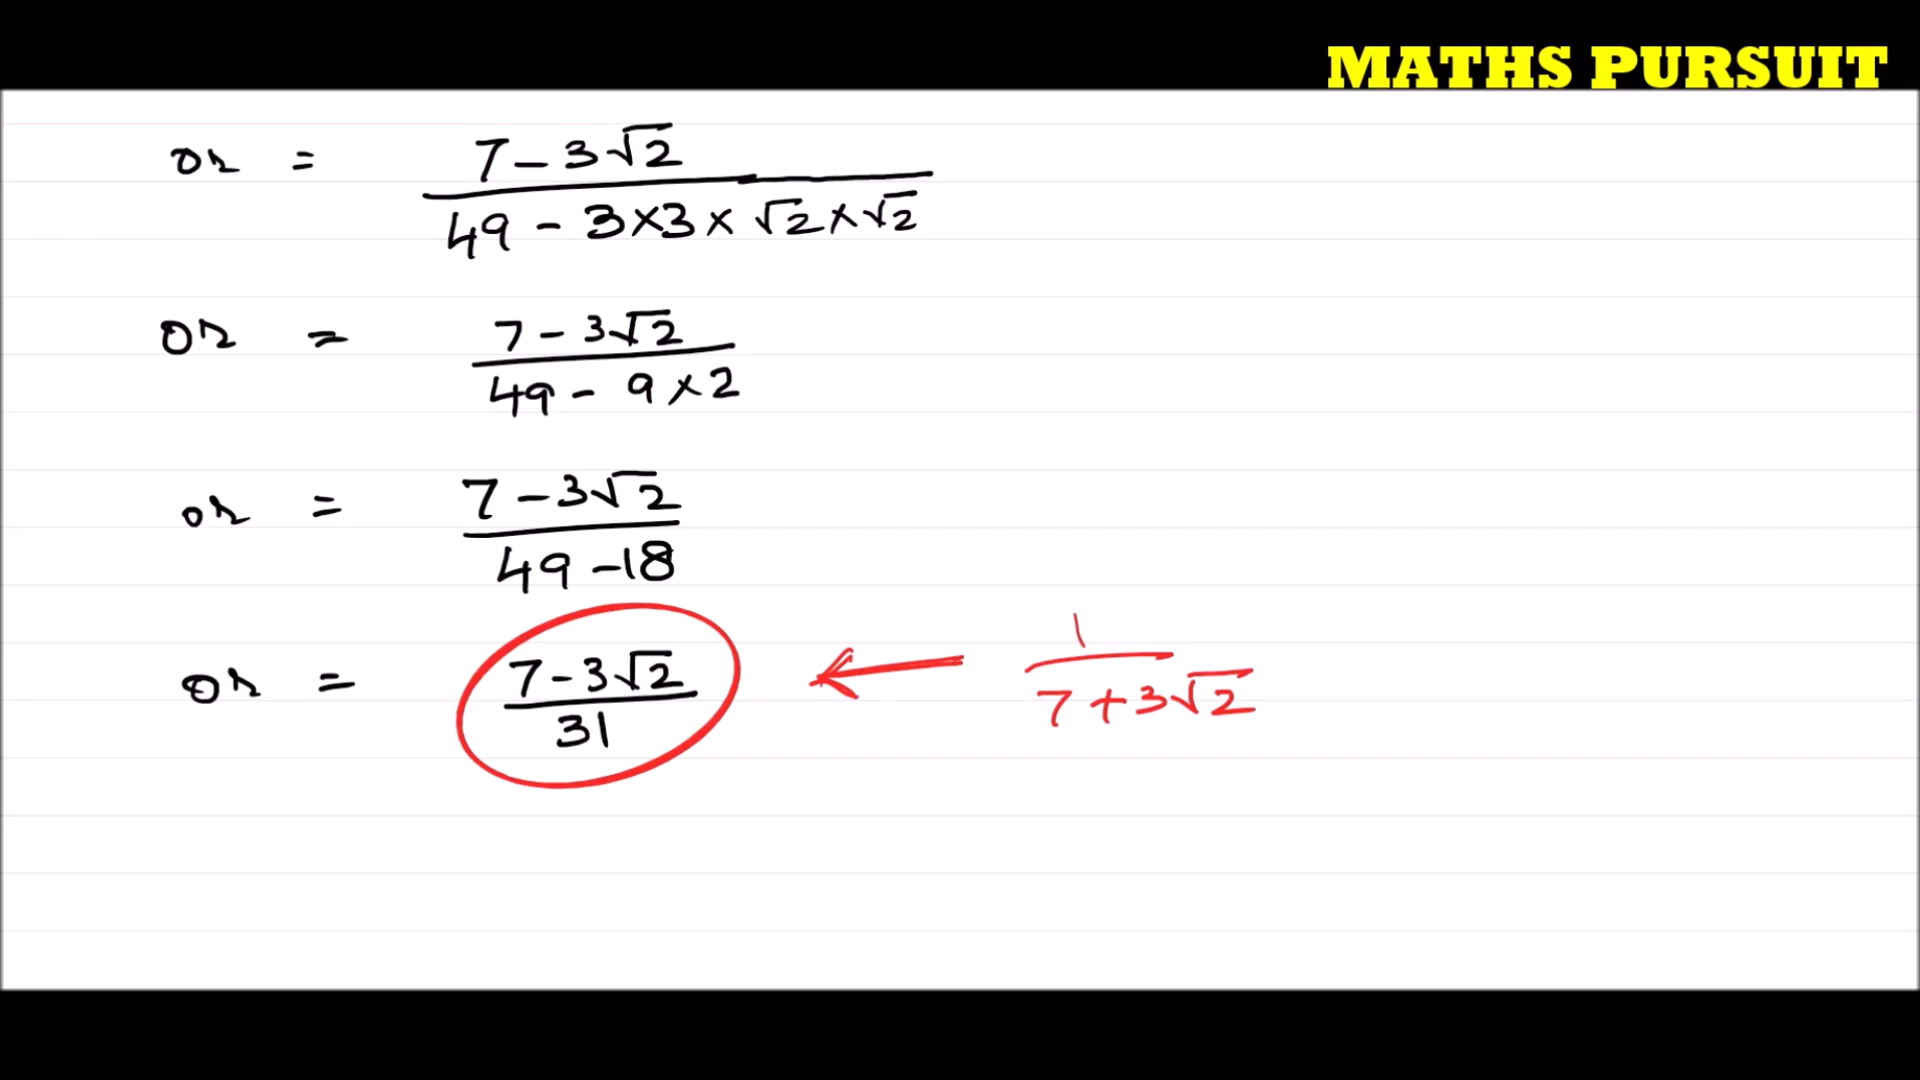 MATHS PURSUIT
or = 7 - 3√2
49 - 3×3×√2×√2
or = 7 - 3√2
49 - 9×2
or = 7 - 3√2
49 - 18
or = 7 - 3√2
31
1
7 + 3√2